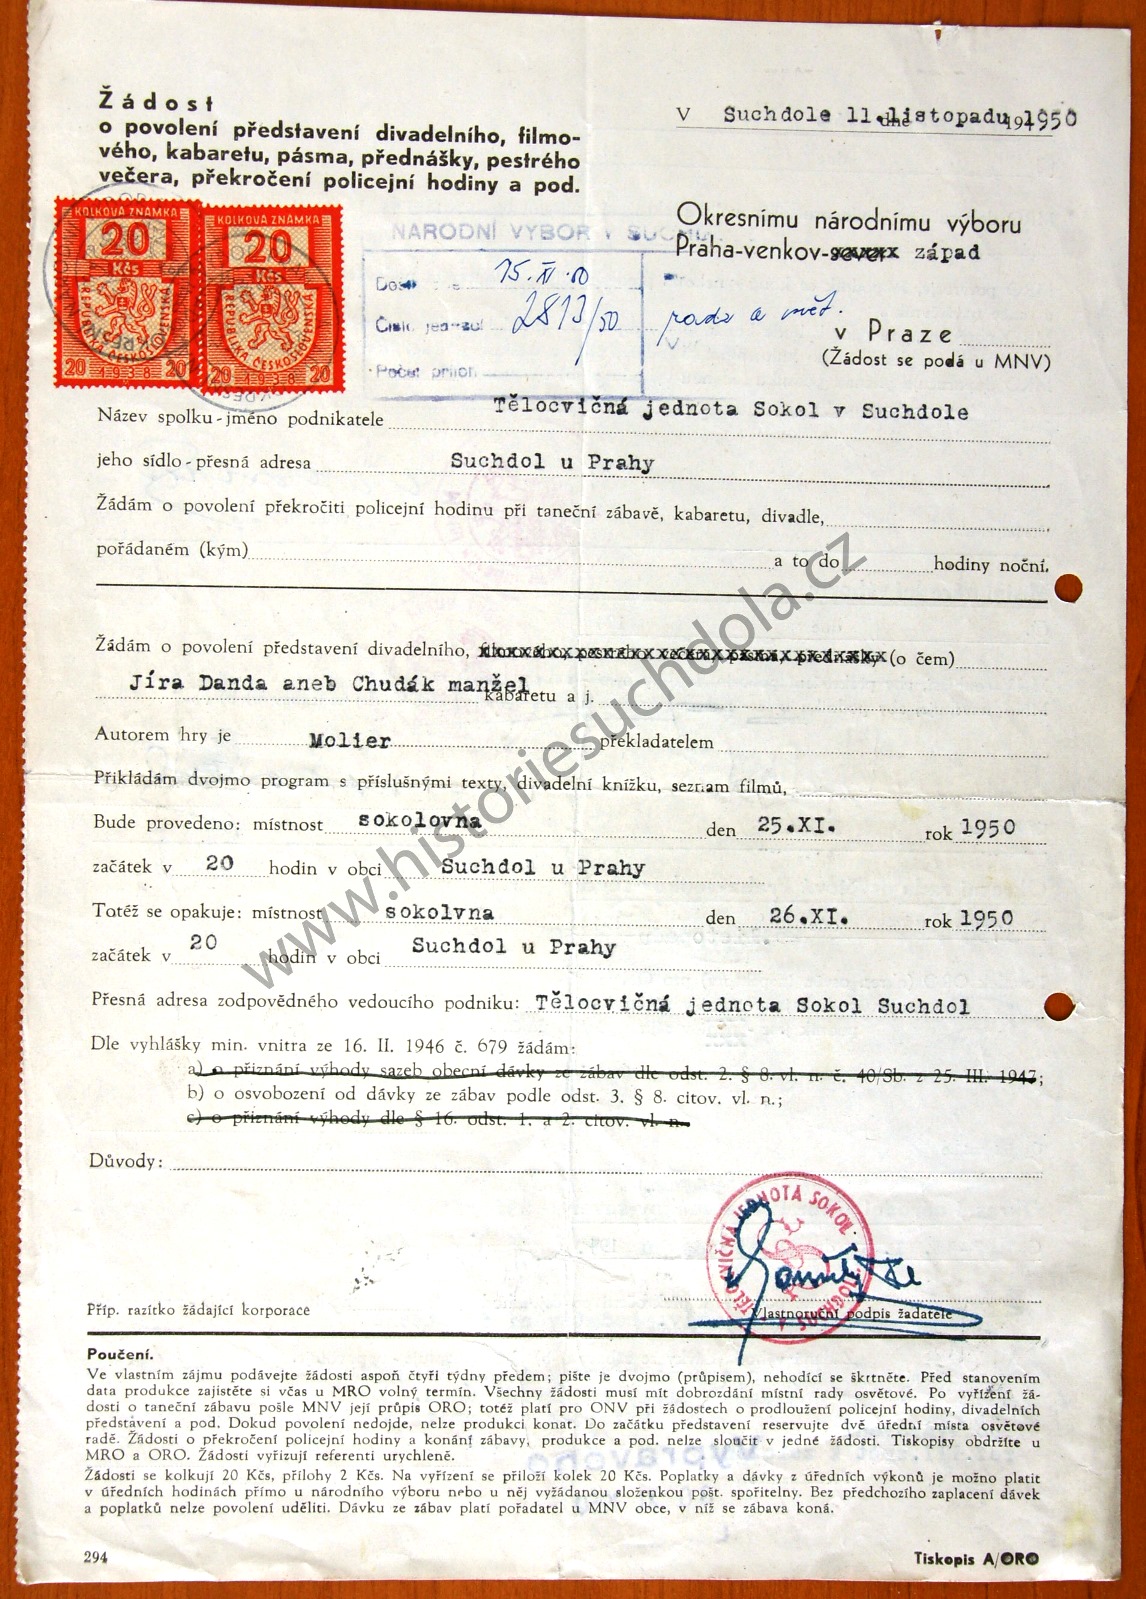 Žádost
o povolení představení divadelního, filmo-
vého, kabaretu, pásma, přednášky, pestrého
večera, překročení policejní hodiny a pod.
V Suchdole 11.listopadu 1950
dne 194
KOLKOVÁ ZNÁMKA
20
Kčs
REPUBLIKA ČESKOSLOVENSKÁ
20 1938 20
KOLKOVÁ ZNÁMKA
20
Kčs
REPUBLIKA ČESKOSLOVENSKÁ
20 1938 20
NÁRODNÍ VÝBOR V
15. XI.
Číslo jednací 2813/50
Počet příloh
Okresnímu národnímu výboru
Praha-venkov-sever západ
v Praze
(Žádost se podá u MNV)
Název spolku-jméno podnikatele Tělocvičná jednota Sokol v Suchdole
jeho sídlo-přesná adresa Suchdol u Prahy
Žádám o povolení překročiti policejní hodinu při taneční zábavě, kabaretu, divadle,
pořádaném (kým) a to do hodiny noční.
Žádám o povolení představení divadelního, filmového, pestrého večera, pásma, přednášky (o čem)
Jíra Danda aneb Chudák manžel kabaretu a j.
Autorem hry je Molier překladatelem
Přikládám dvojmo program s příslušnými texty, divadelní knížku, seznam filmů,
Bude provedeno: místnost sokolovna den 25.XI. rok 1950
začátek v 20 hodin v obci Suchdol u Prahy
Totéž se opakuje: místnost sokolvna den 26.XI. rok 1950
začátek v 20 hodin v obci Suchdol u Prahy
Přesná adresa zodpovědného vedoucího podniku: Tělocvičná jednota Sokol Suchdol
Dle vyhlášky min. vnitra ze 16. II. 1946 č. 679 žádám:
a) o přiznání výhody sazeb obecní dávky ze zábav dle odst. 2. § 8. vl. n. č. 40/Sb. z 25. III. 1947;
b) o osvobození od dávky ze zábav podle odst. 3. § 8. citov. vl. n.;
c) o přiznání výhody dle § 16. odst. 1. a 2. citov. vl. n.
Důvody:
TĚLOCVIČNÁ JEDNOTA SOKOL
SUCHDOL
Příp. razítko žádající korporace
Vlastnoruční podpis žadatele
Poučení.
Ve vlastním zájmu podávejte žádosti aspoň čtyři týdny předem; pište je dvojmo (průpisem), nehodící se škrtněte. Před stanovením
data produkce zajistěte si včas u MRO volný termín. Všechny žádosti musí mít dobrozdání místní rady osvětové. Po vyřízení žá-
dosti o taneční zábavu pošle MNV její průpis ORO; totéž platí pro ONV při žádostech o prodloužení policejní hodiny, divadelních
představení a pod. Dokud povolení nedojde, nelze produkci konat. Do začátku představení reservujte dvě úřední místa osvětové
radě. Žádosti o překročení policejní hodiny a konání zábavy, produkce a pod. nelze sloučit v jedné žádosti. Tiskopisy obdržíte u
MRO a ORO. Žádosti vyřizují referenti urychleně.
Žádosti se kolkují 20 Kčs, přílohy 2 Kčs. Na vyřízení se přiloží kolek 20 Kčs. Poplatky a dávky z úředních výkonů je možno platit
v úředních hodinách přímo u národního výboru nebo u něj vyžádanou složenkou pošt. spořitelny. Bez předchozího zaplacení dávek
a poplatků nelze povolení uděliti. Dávku ze zábav platí pořadatel u MNV obce, v níž se zábava koná.
294
Tiskopis A/ORO
www.historiesuchdola.cz